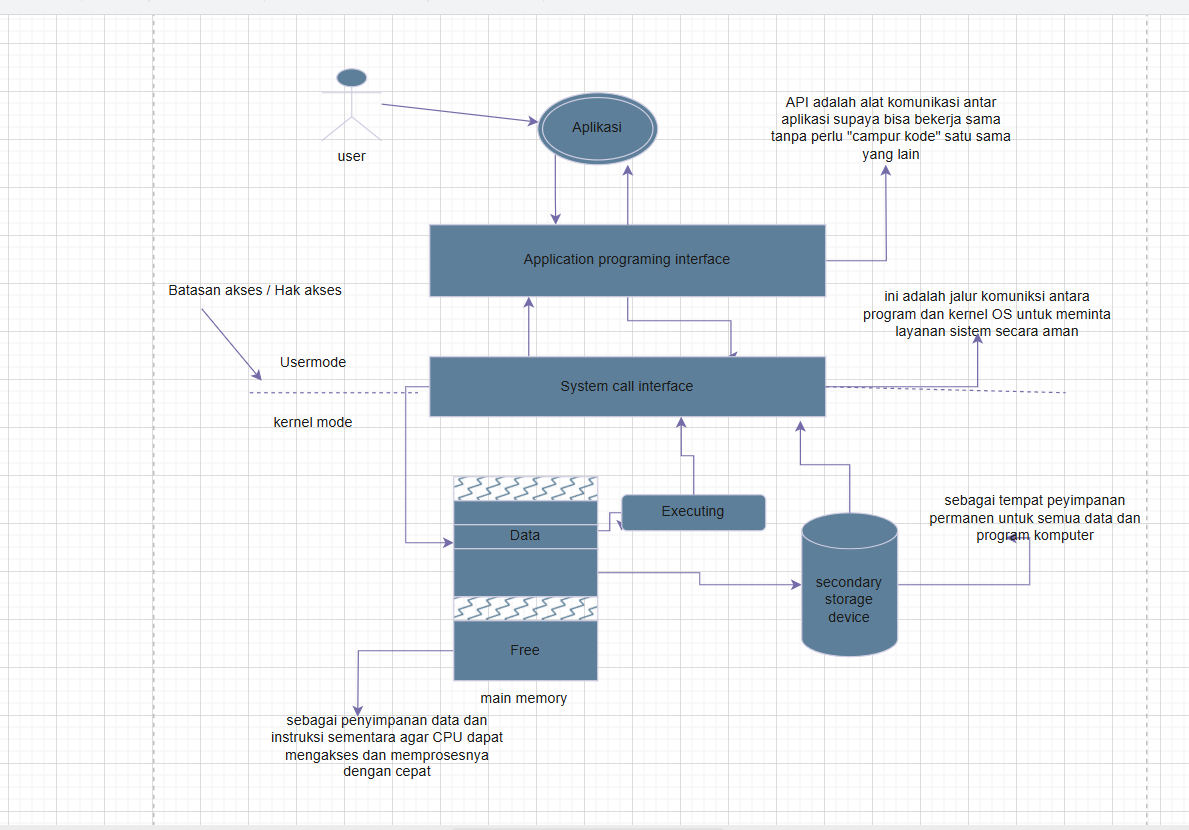 user
Aplikasi
API adalah alat komunikasi antar
aplikasi supaya bisa bekerja sama
tanpa perlu "campur kode" satu sama
yang lain
Application programing interface
Batasan akses / Hak akses
ini adalah jalur komuniksi antara
program dan kernel OS untuk meminta
layanan sistem secara aman
Usermode
System call interface
kernel mode
Executing
Data
sebagai tempat peyimpanan
permanen untuk semua data dan
program komputer
secondary
storage
device
Free
main memory
sebagai penyimpanan data dan
instruksi sementara agar CPU dapat
mengakses dan memprosesnya
dengan cepat